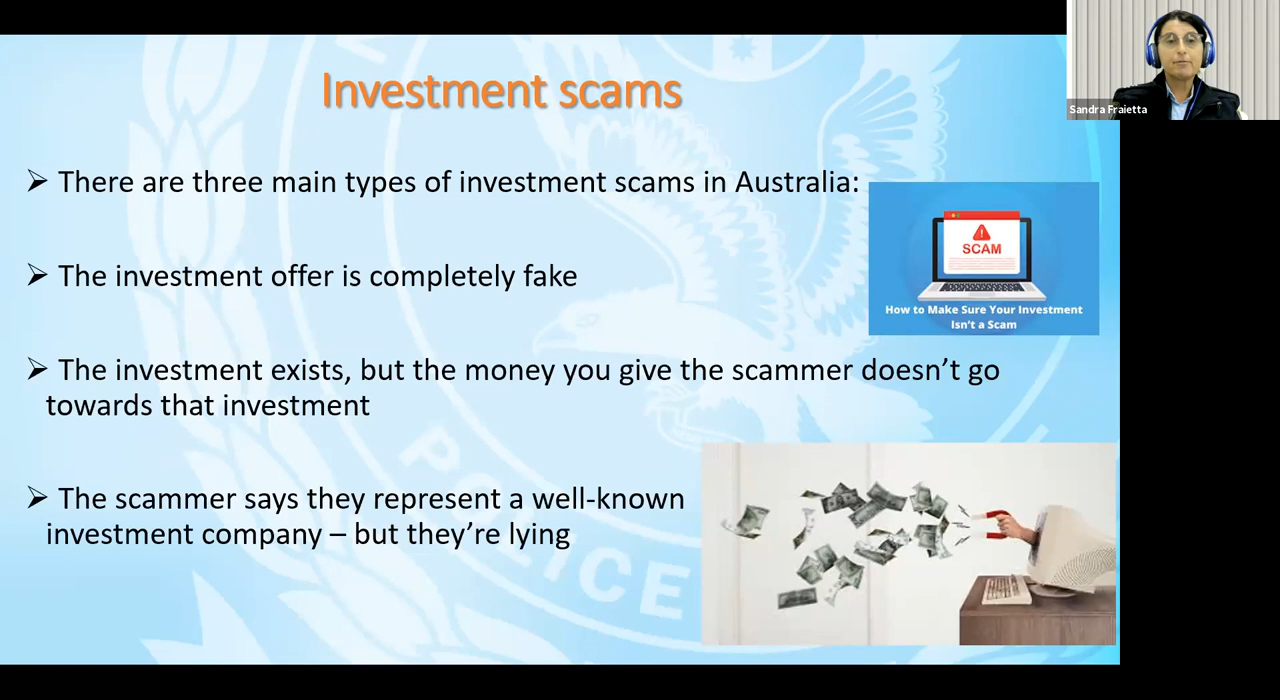 Investment scams
Sandra Fraietta
➢ There are three main types of investment scams in Australia:
SCAM
How to Make Sure Your Investment
Isn't a Scam
➢ The investment offer is completely fake
➢ The investment exists, but the money you give the scammer doesn’t go
towards that investment
➢ The scammer says they represent a well-known
investment company – but they’re lying
POLICE